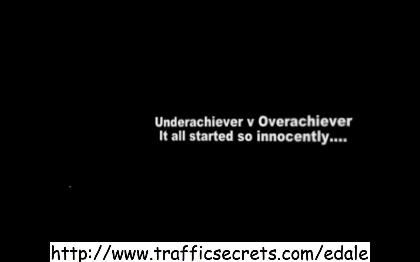 Underachiever v Overachiever
It all started so innocently....
http://www.trafficsecrets.com/edale